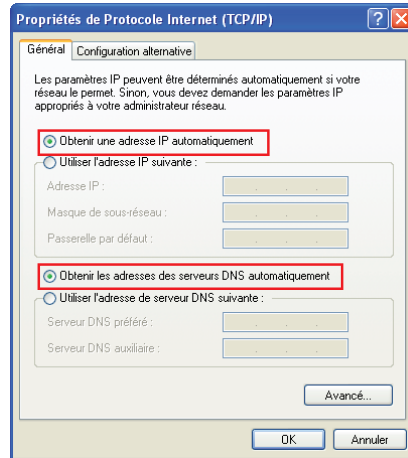 Propriétés de Protocole Internet (TCP/IP)
Général
Configuration alternative
Les paramètres IP peuvent être déterminés automatiquement si votre
réseau le permet. Sinon, vous devez demander les paramètres IP
appropriés à votre administrateur réseau.
Obtenir une adresse IP automatiquement
Utiliser l'adresse IP suivante :
Adresse IP :
Masque de sous-réseau :
Passerelle par défaut :
Obtenir les adresses des serveurs DNS automatiquement
Utiliser l'adresse de serveur DNS suivante :
Serveur DNS préféré :
Serveur DNS auxiliaire :
Avancé...
OK
Annuler